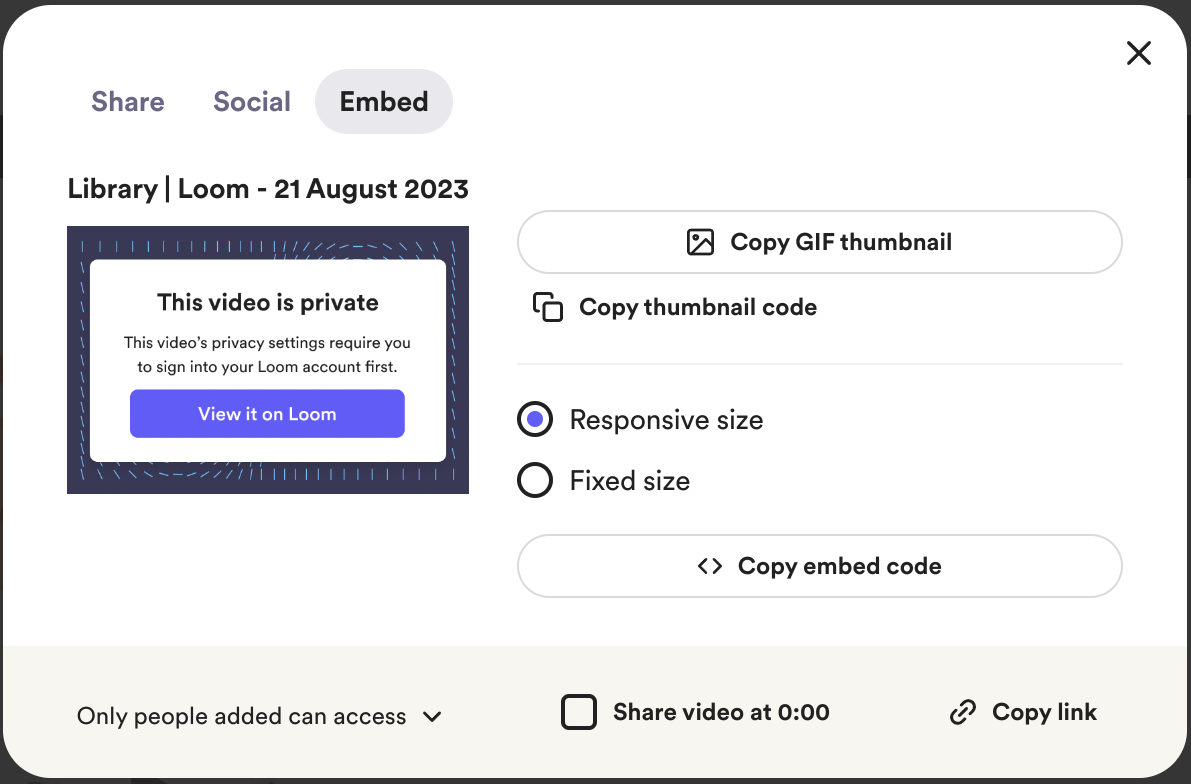 Share Social Embed
Library | Loom - 21 August 2023
This video is private
This video’s privacy settings require you
to sign into your Loom account first.
View it on Loom
Copy GIF thumbnail
Copy thumbnail code
Responsive size
Fixed size
Copy embed code
Only people added can access
Share video at 0:00
Copy link